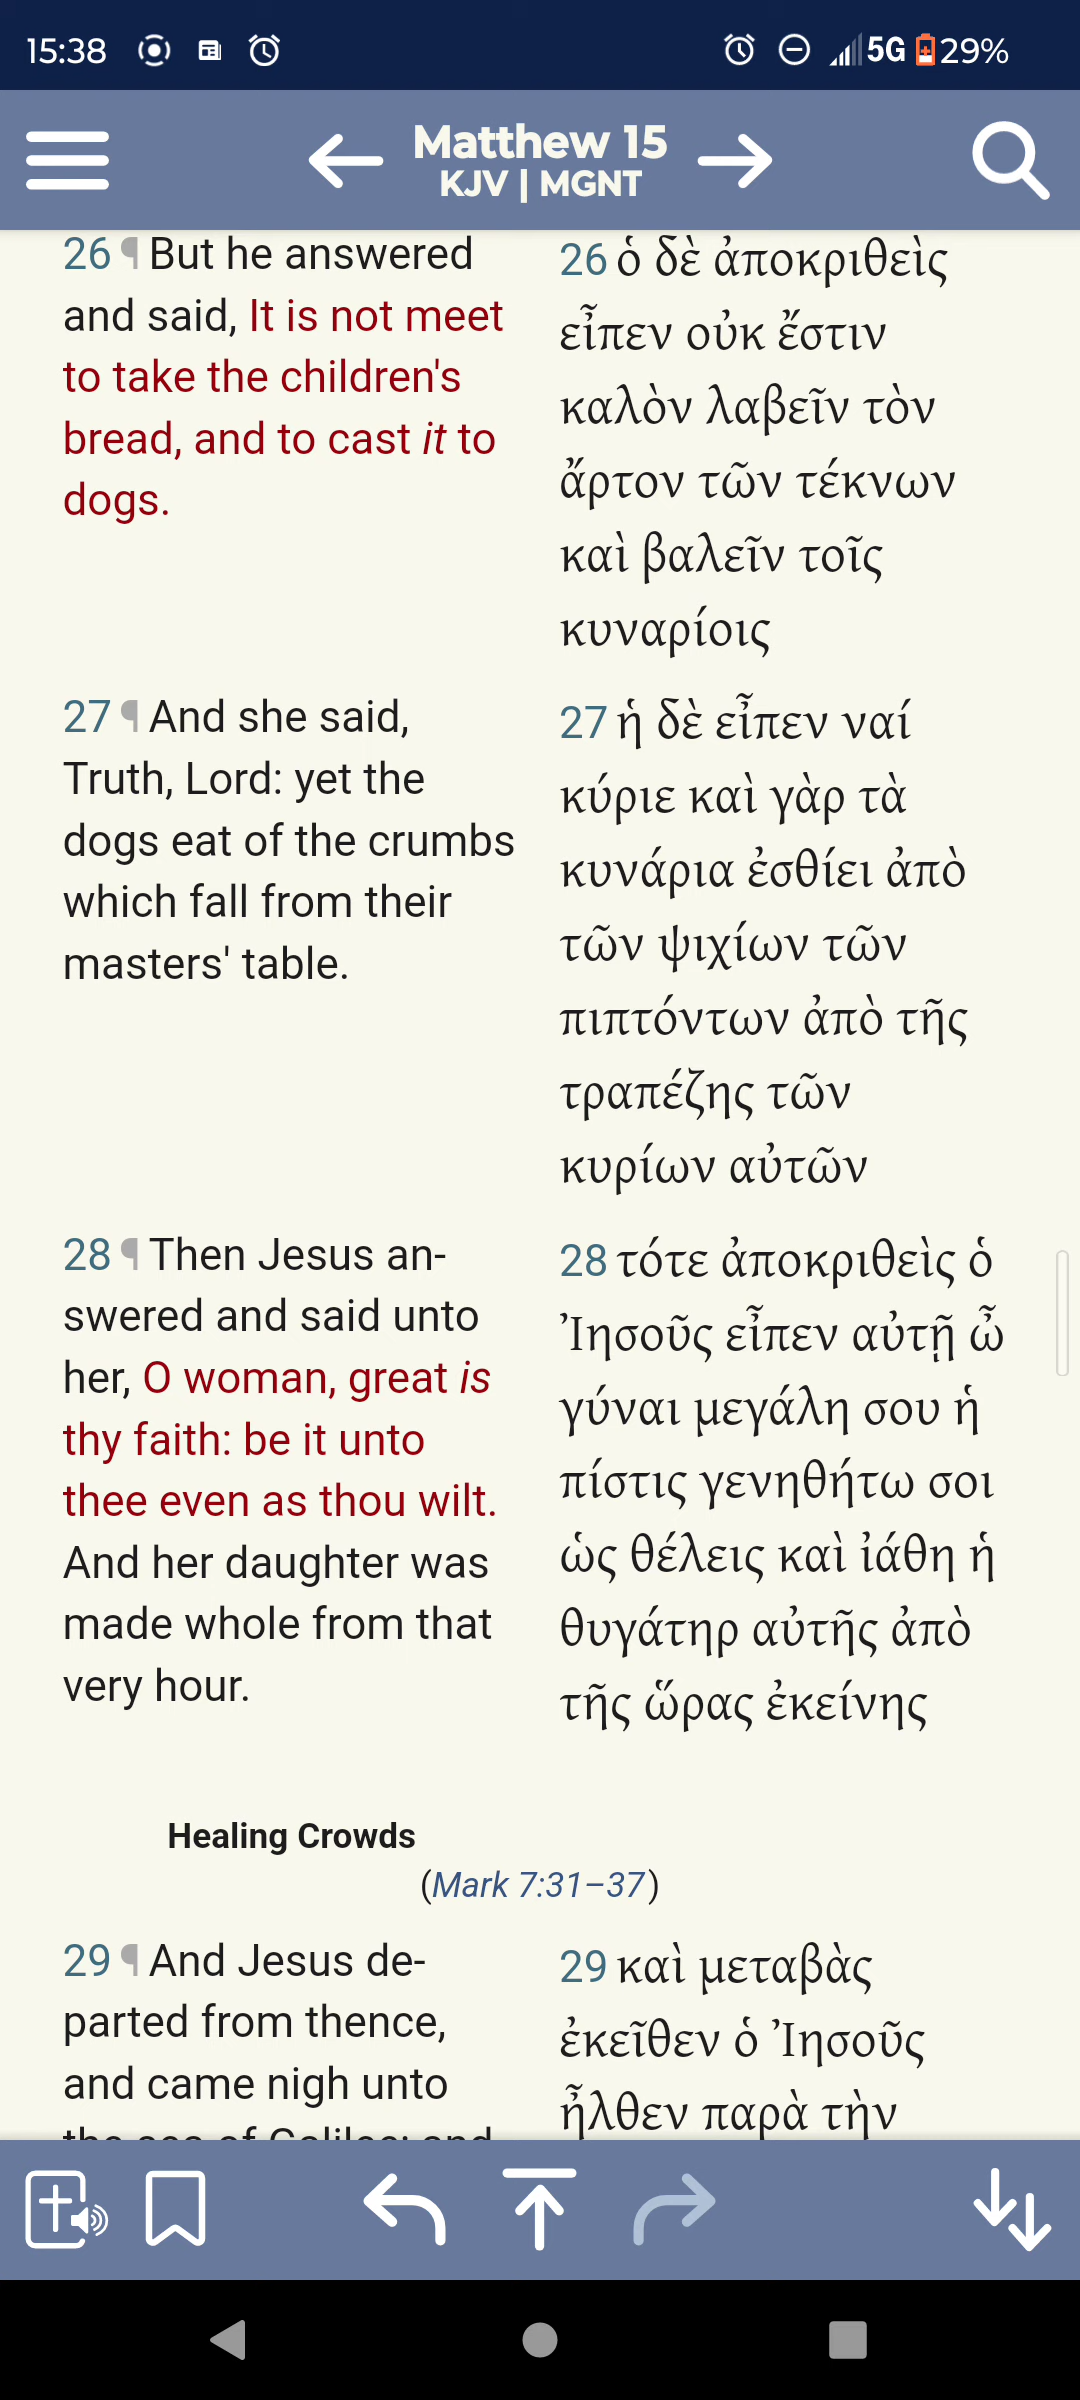 15:38 5G 29%
Matthew 15
KJV | MGNT
26 ¶ But he answered
and said, It is not meet
to take the children's
bread, and to cast it to
dogs.
26 ὁ δὲ ἀποκριθεὶς
εἶπεν οὐκ ἔστιν
καλὸν λαβεῖν τὸν
ἄρτον τῶν τέκνων
καὶ βαλεῖν τοῖς
κυναρίοις
27 ¶ And she said,
Truth, Lord: yet the
dogs eat of the crumbs
which fall from their
masters' table.
27 ἡ δὲ εἶπεν ναί
κύριε καὶ γὰρ τὰ
κυνάρια ἐσθίει ἀπὸ
τῶν ψιχίων τῶν
πιπτόντων ἀπὸ τῆς
τραπέζης τῶν
κυρίων αὐτῶν
28 ¶ Then Jesus an-
swered and said unto
her, O woman, great is
thy faith: be it unto
thee even as thou wilt.
And her daughter was
made whole from that
very hour.
28 τότε ἀποκριθεὶς ὁ
Ἰησοῦς εἶπεν αὐτῇ ὦ
γύναι μεγάλη σου ἡ
πίστις γενηθήτω σοι
ὡς θέλεις καὶ ἰάθη ἡ
θυγάτηρ αὐτῆς ἀπὸ
τῆς ὥρας ἐκείνης
Healing Crowds
(Mark 7:31–37)
29 ¶ And Jesus de-
parted from thence,
and came nigh unto
the sea of Galilee; and
29 καὶ μεταβὰς
ἐκεῖθεν ὁ Ἰησοῦς
ἦλθεν παρὰ τὴν